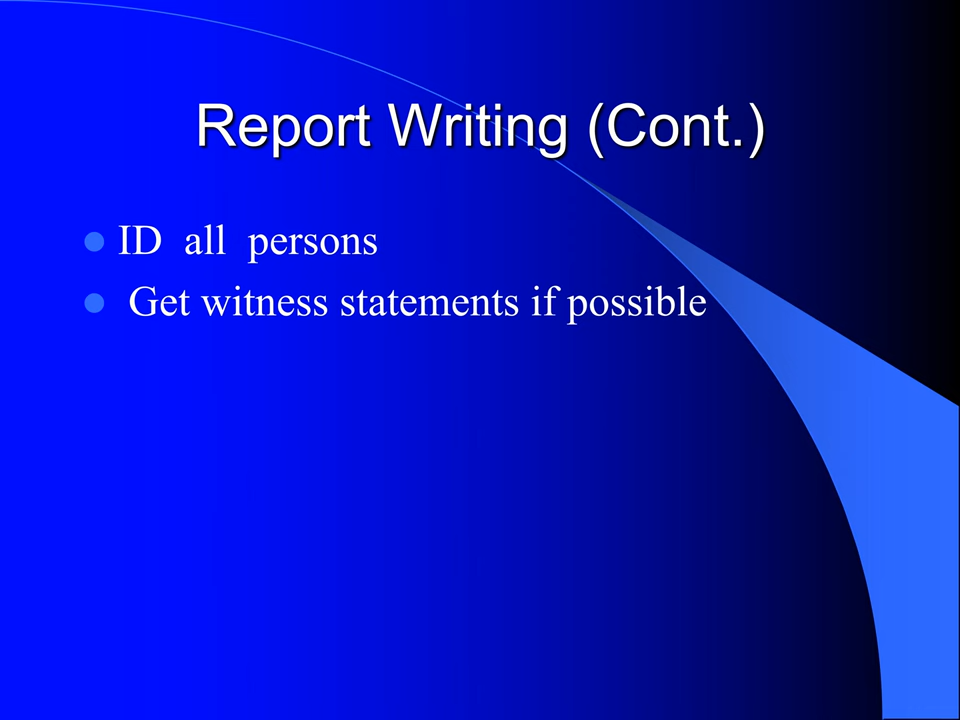 Report Writing (Cont.)
ID all persons
Get witness statements if possible